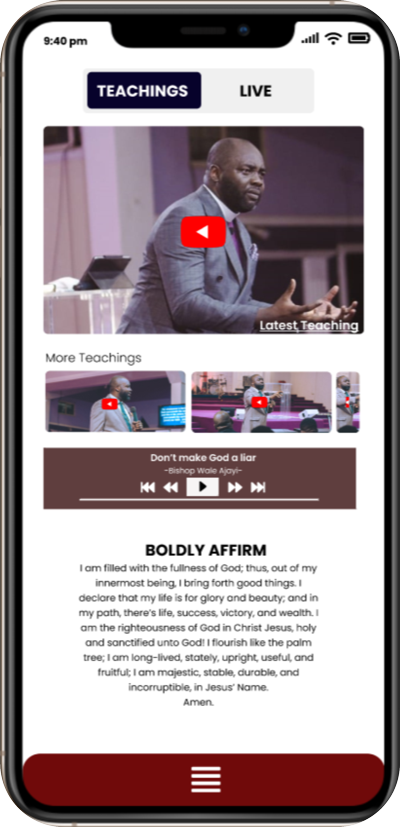 9:40 pm
TEACHINGS
LIVE
Latest Teaching
More Teachings
Don't make God a liar
~Bishop Wale Ajayi~
BOLDLY AFFIRM
I am filled with the fullness of God; thus, out of my
innermost being, I bring forth good things. I
declare that my life is for glory and beauty; and in
my path, there's life, success, victory, and wealth. I
am the righteousness of God in Christ Jesus, holy
and sanctified unto God! I flourish like the palm
tree; I am long-lived, stately, upright, useful, and
fruitful; I am majestic, stable, durable, and
incorruptible, in Jesus' Name.
Amen.